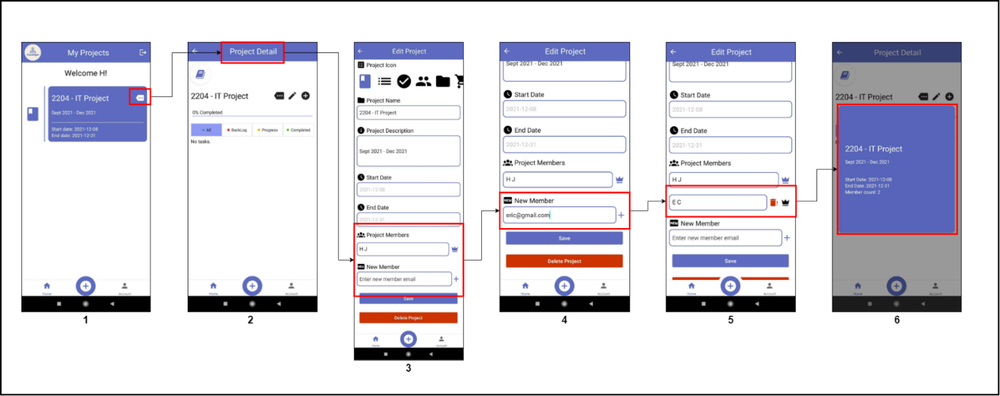 My Projects
Welcome H!
2204 - IT Project
Sept 2021 - Dec 2021
Start date: 2021-12-08
End date: 2021-12-31
Home
Account
1
Project Detail
2204 - IT Project
0% Completed
All
BackLog
Progress
Completed
No tasks.
Home
Account
2
Edit Project
Project Icon
Project Name
2204 - IT Project
Project Description
Sept 2021 - Dec 2021
Start Date
2021-12-08
End Date
2021-12-31
Project Members
H J
NEW New Member
Enter new member email
Save
Delete Project
Home
Account
3
Edit Project
Sept 2021 - Dec 2021
Start Date
2021-12-08
End Date
2021-12-31
Project Members
H J
NEW New Member
eric@gmail.com
Save
Delete Project
Home
Account
4
Edit Project
Sept 2021 - Dec 2021
Start Date
2021-12-08
End Date
2021-12-31
Project Members
H J
E C
NEW New Member
Enter new member email
Save
Home
Account
5
Project Detail
2204 - IT Project
2204 - IT Project
Sept 2021 - Dec 2021
Start Date: 2021-12-08
End Date: 2021-12-31
Member count: 2
Home
Account
6